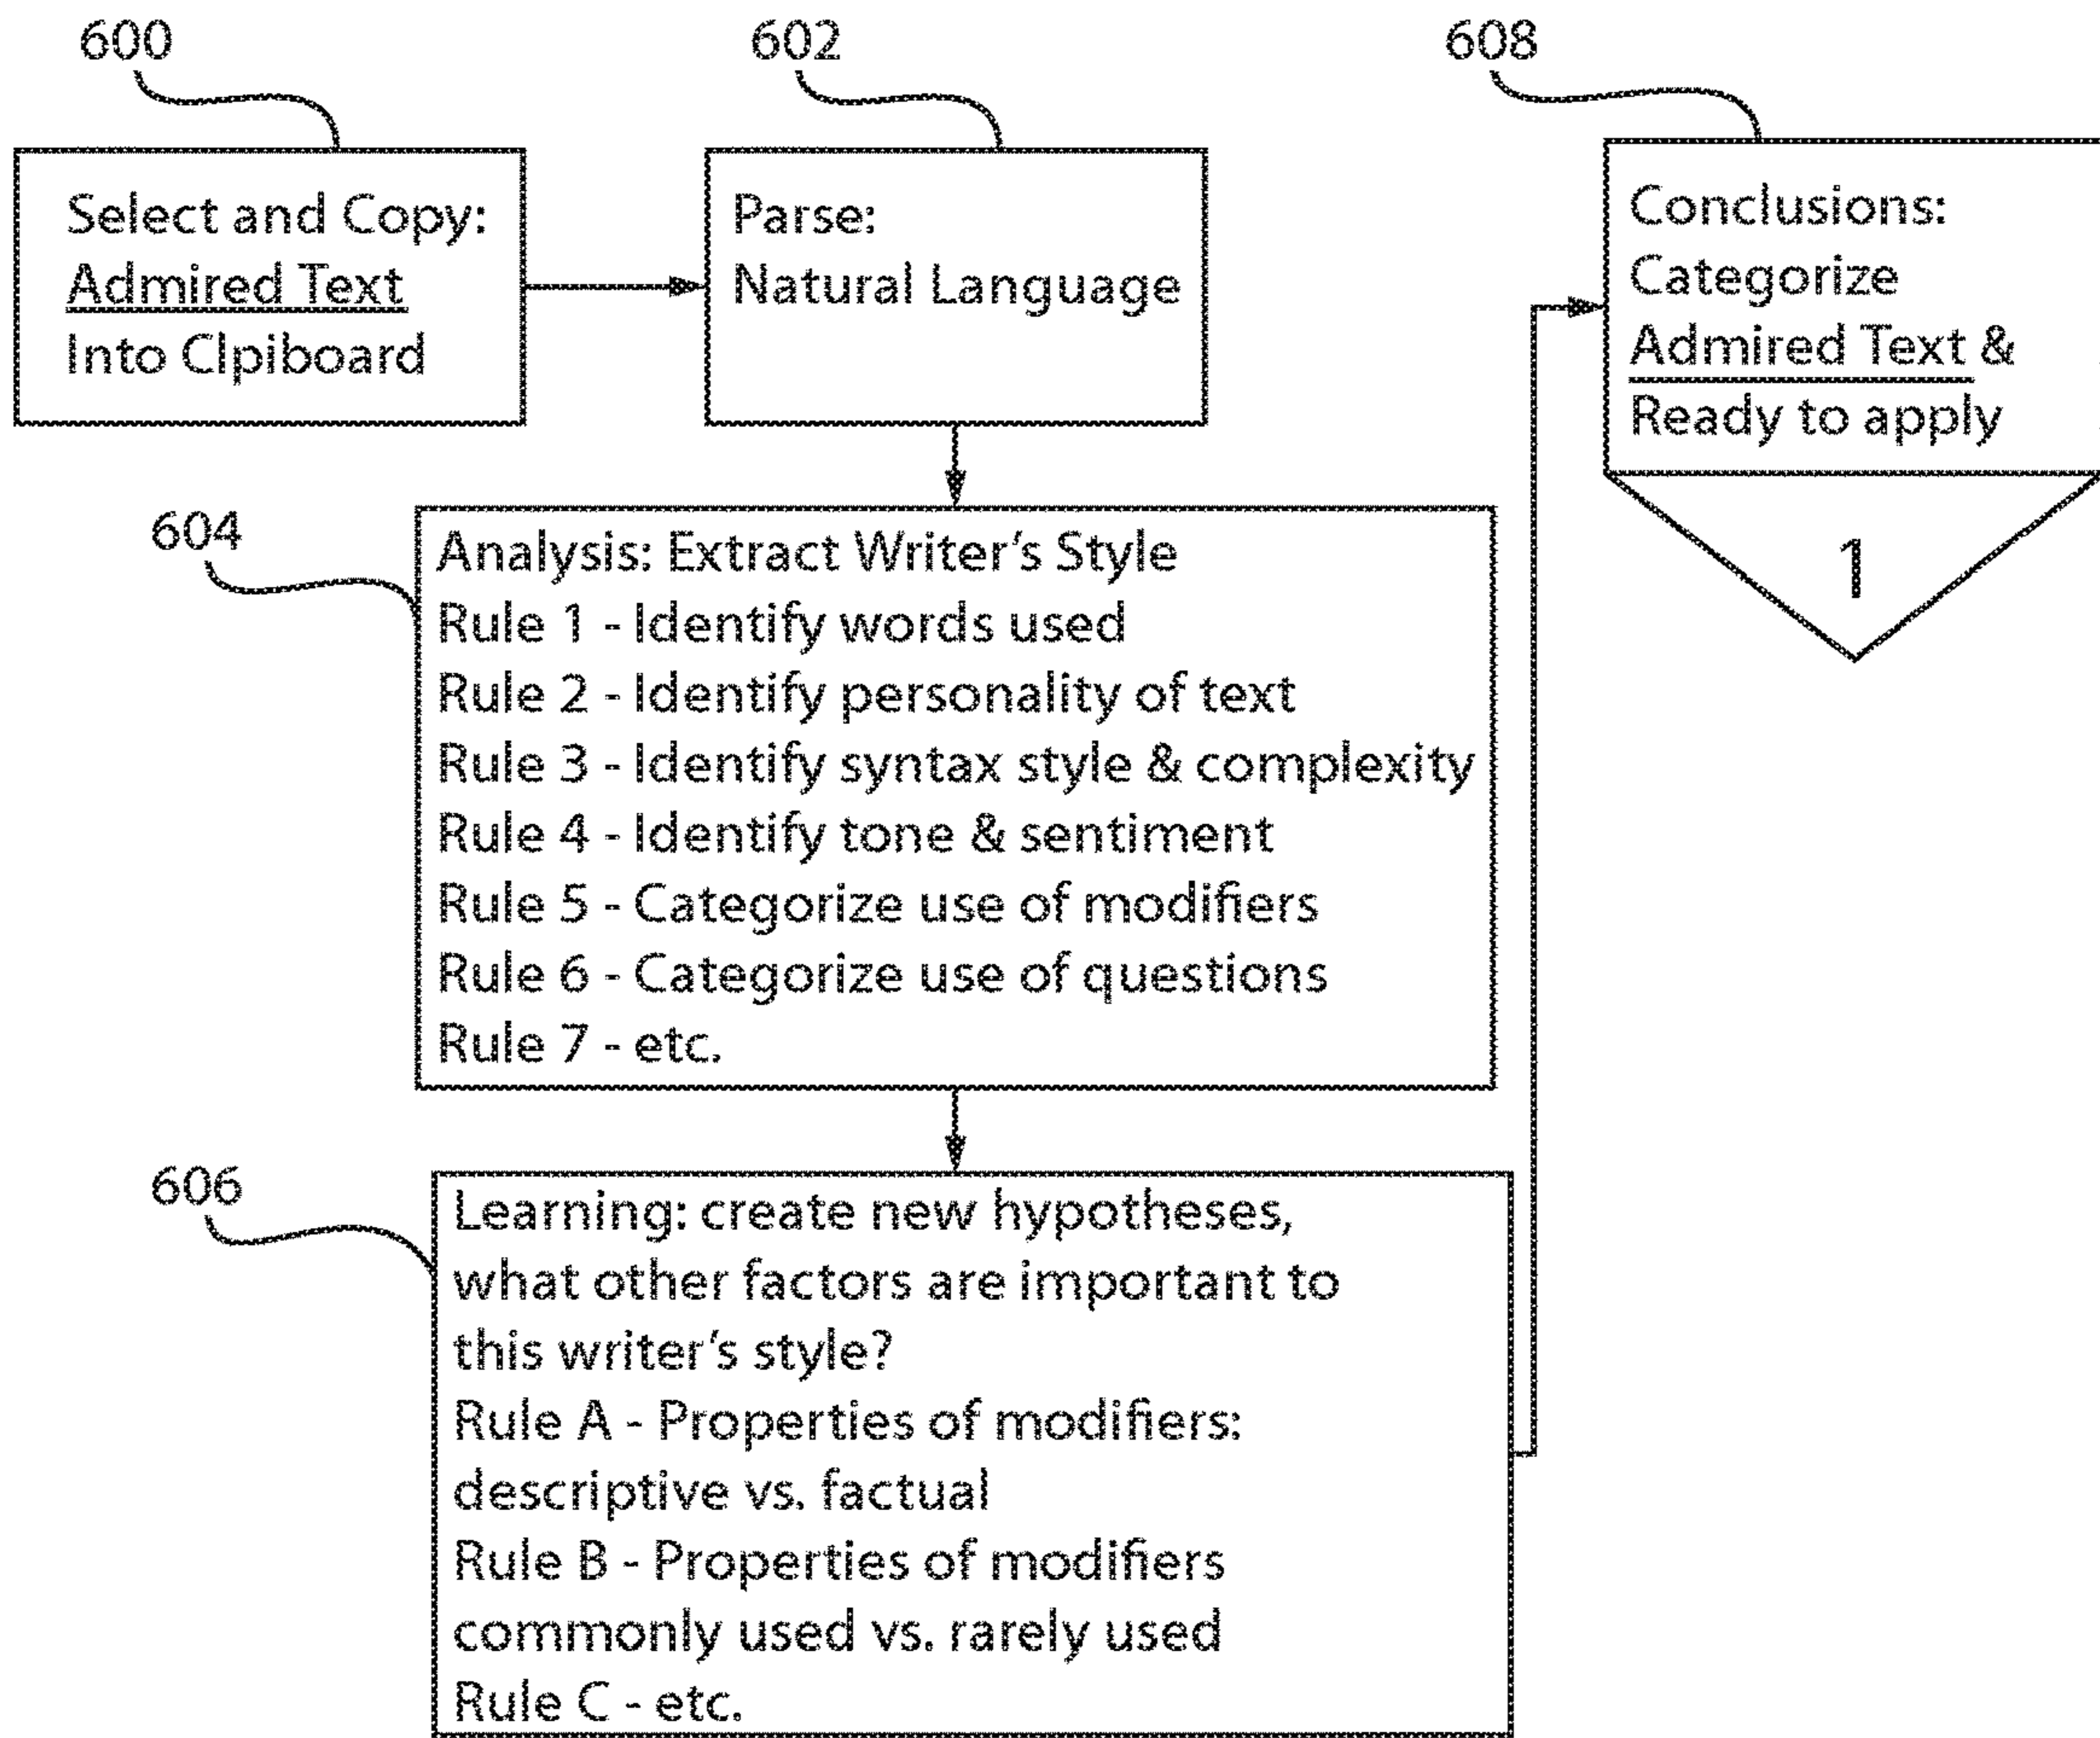 600
Select and Copy:
Admired Text
Into Clpiboard
602
Parse:
Natural Language
604
Analysis: Extract Writer's Style
Rule 1 - Identify words used
Rule 2 - Identify personality of text
Rule 3 - Identify syntax style & complexity
Rule 4 - Identify tone & sentiment
Rule 5 - Categorize use of modifiers
Rule 6 - Categorize use of questions
Rule 7 - etc.
606
Learning: create new hypotheses,
what other factors are important to
this writer's style?
Rule A - Properties of modifiers:
descriptive vs. factual
Rule B - Properties of modifiers
commonly used vs. rarely used
Rule C - etc.
608
Conclusions:
Categorize
Admired Text &
Ready to apply
1